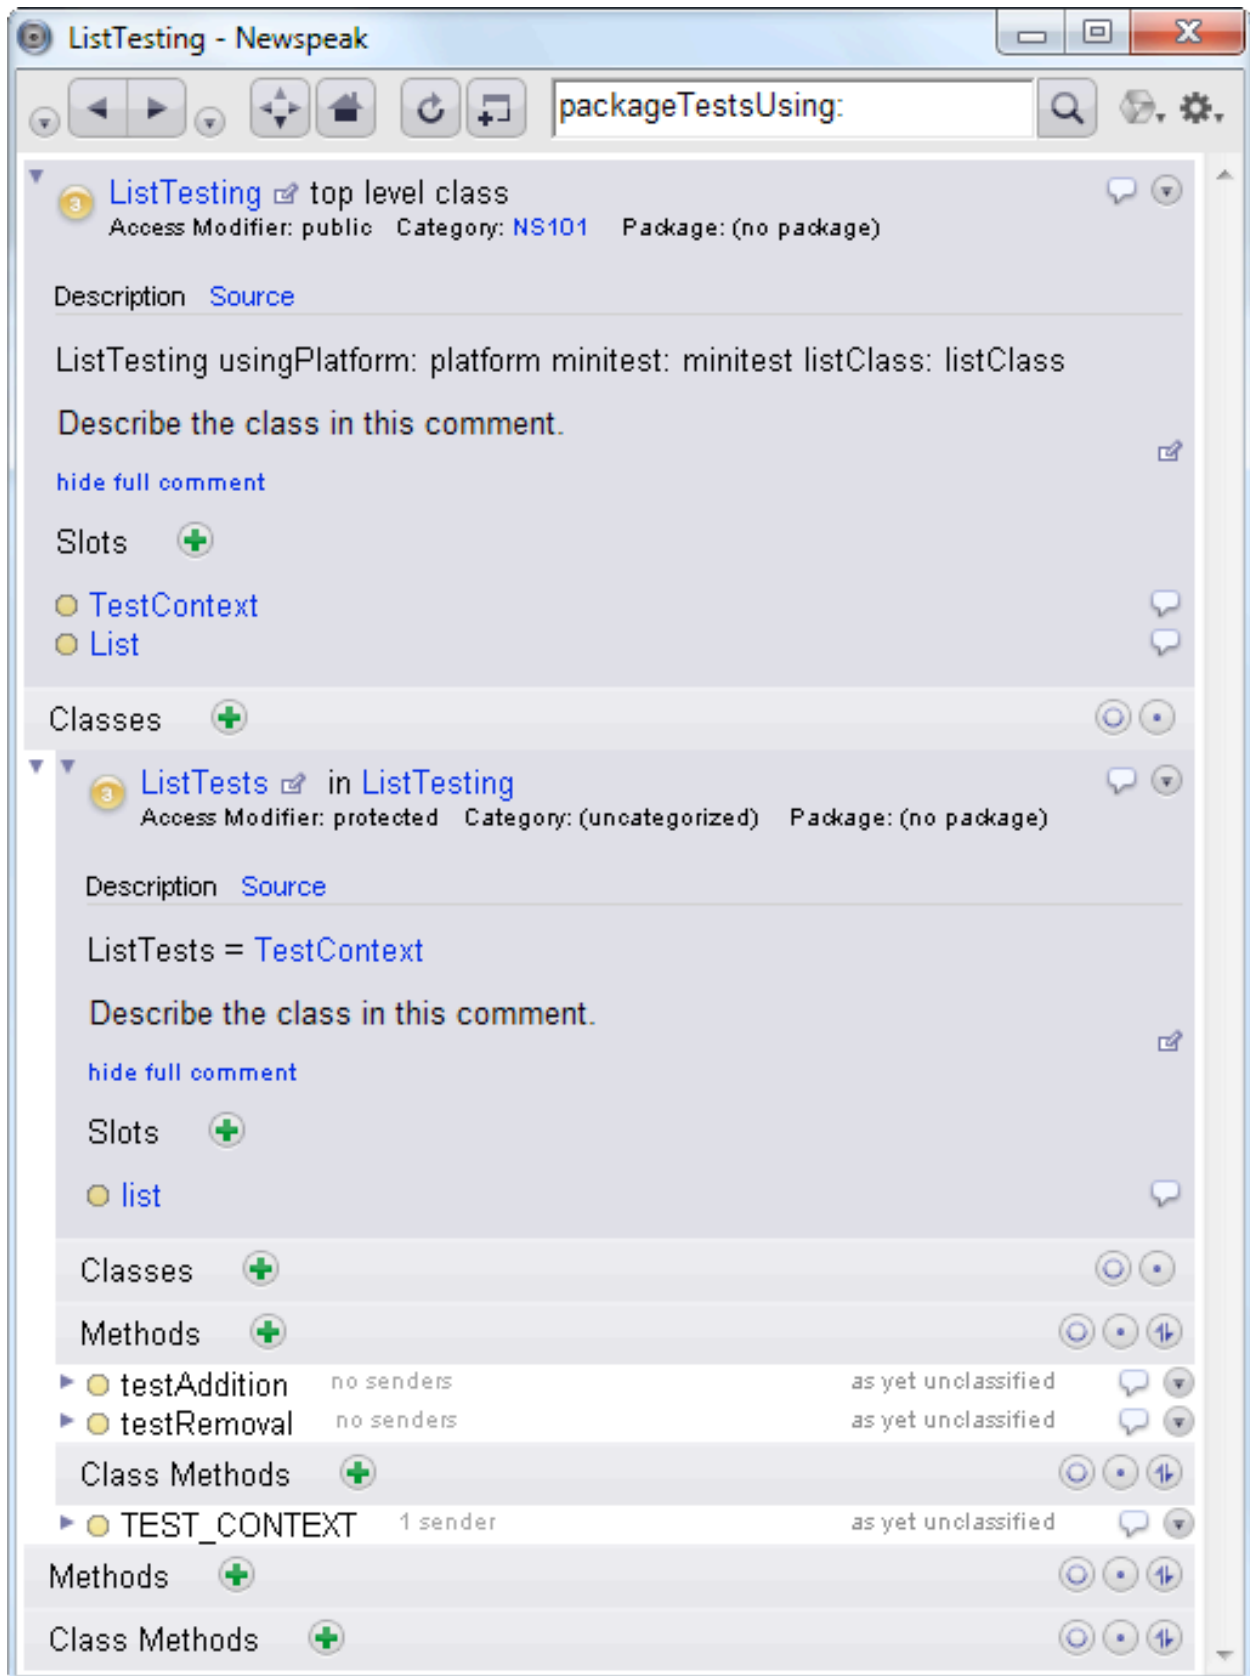 ListTesting - Newspeak
packageTestsUsing:
3 ListTesting top level class
Access Modifier: public Category: NS101 Package: (no package)
Description Source
ListTesting usingPlatform: platform minitest: minitest listClass: listClass
Describe the class in this comment.
hide full comment
Slots
TestContext
List
Classes
3 ListTests in ListTesting
Access Modifier: protected Category: (uncategorized) Package: (no package)
Description Source
ListTests = TestContext
Describe the class in this comment.
hide full comment
Slots
list
Classes
Methods
testAddition no senders as yet unclassified
testRemoval no senders as yet unclassified
Class Methods
TEST_CONTEXT 1 sender as yet unclassified
Methods
Class Methods